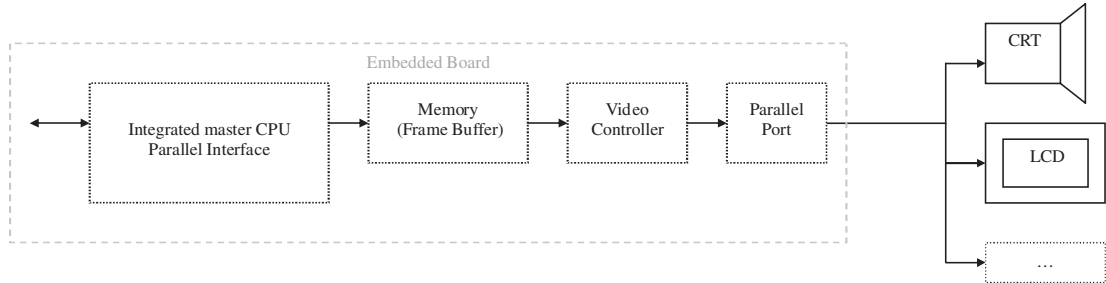 Embedded Board
Integrated master CPU
Parallel Interface
Memory
(Frame Buffer)
Video
Controller
Parallel
Port
CRT
LCD
…